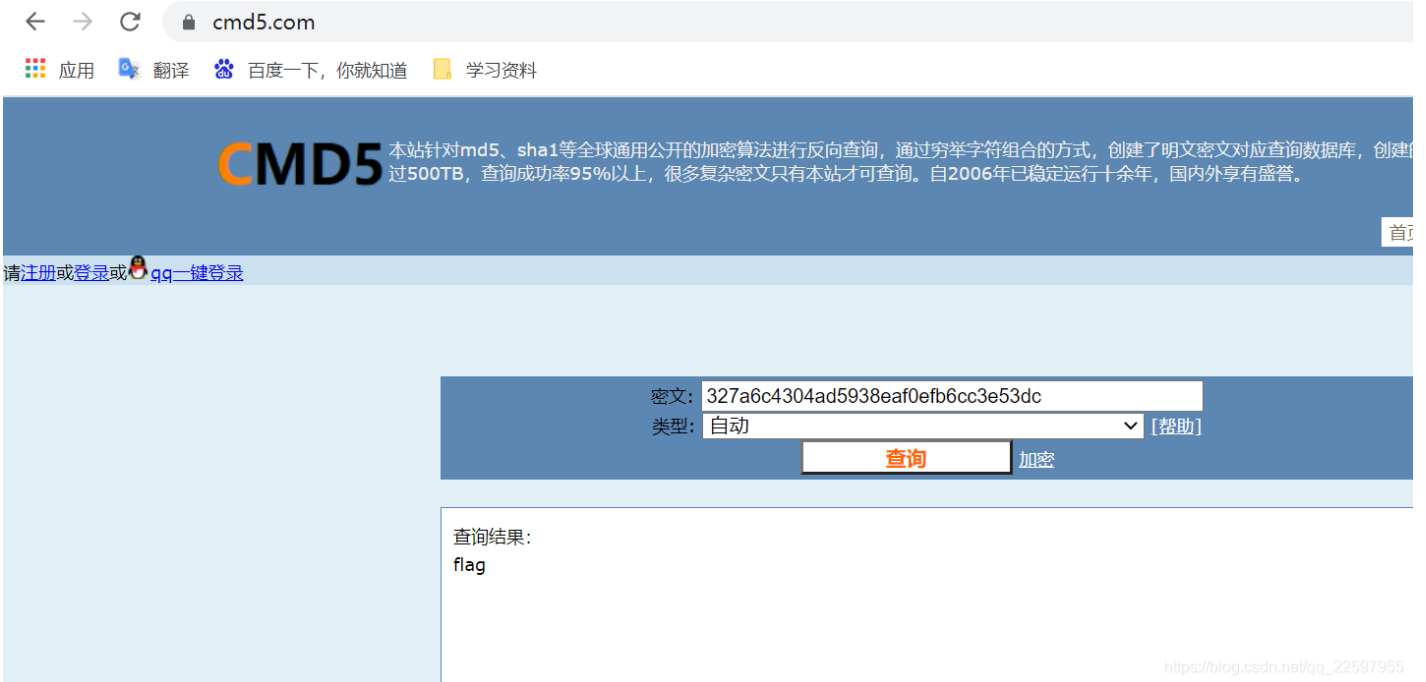 cmd5.com
应用 翻译 百度一下，你就知道 学习资料
CMD5
本站针对md5、sha1等全球通用公开的加密算法进行反向查询，通过穷举字符组合的方式，创建了明文密文对应查询数据库，创建
过500TB，查询成功率95%以上，很多复杂密文只有本站才可查询。自2006年已稳定运行十余年，国内外享有盛誉。
首
请注册或登录或qq一键登录
密文: 327a6c4304ad5938eaf0efb6cc3e53dc
类型: 自动 [帮助]
查询 加密
查询结果:
flag
https://blog.csdn.net/qq_22597955